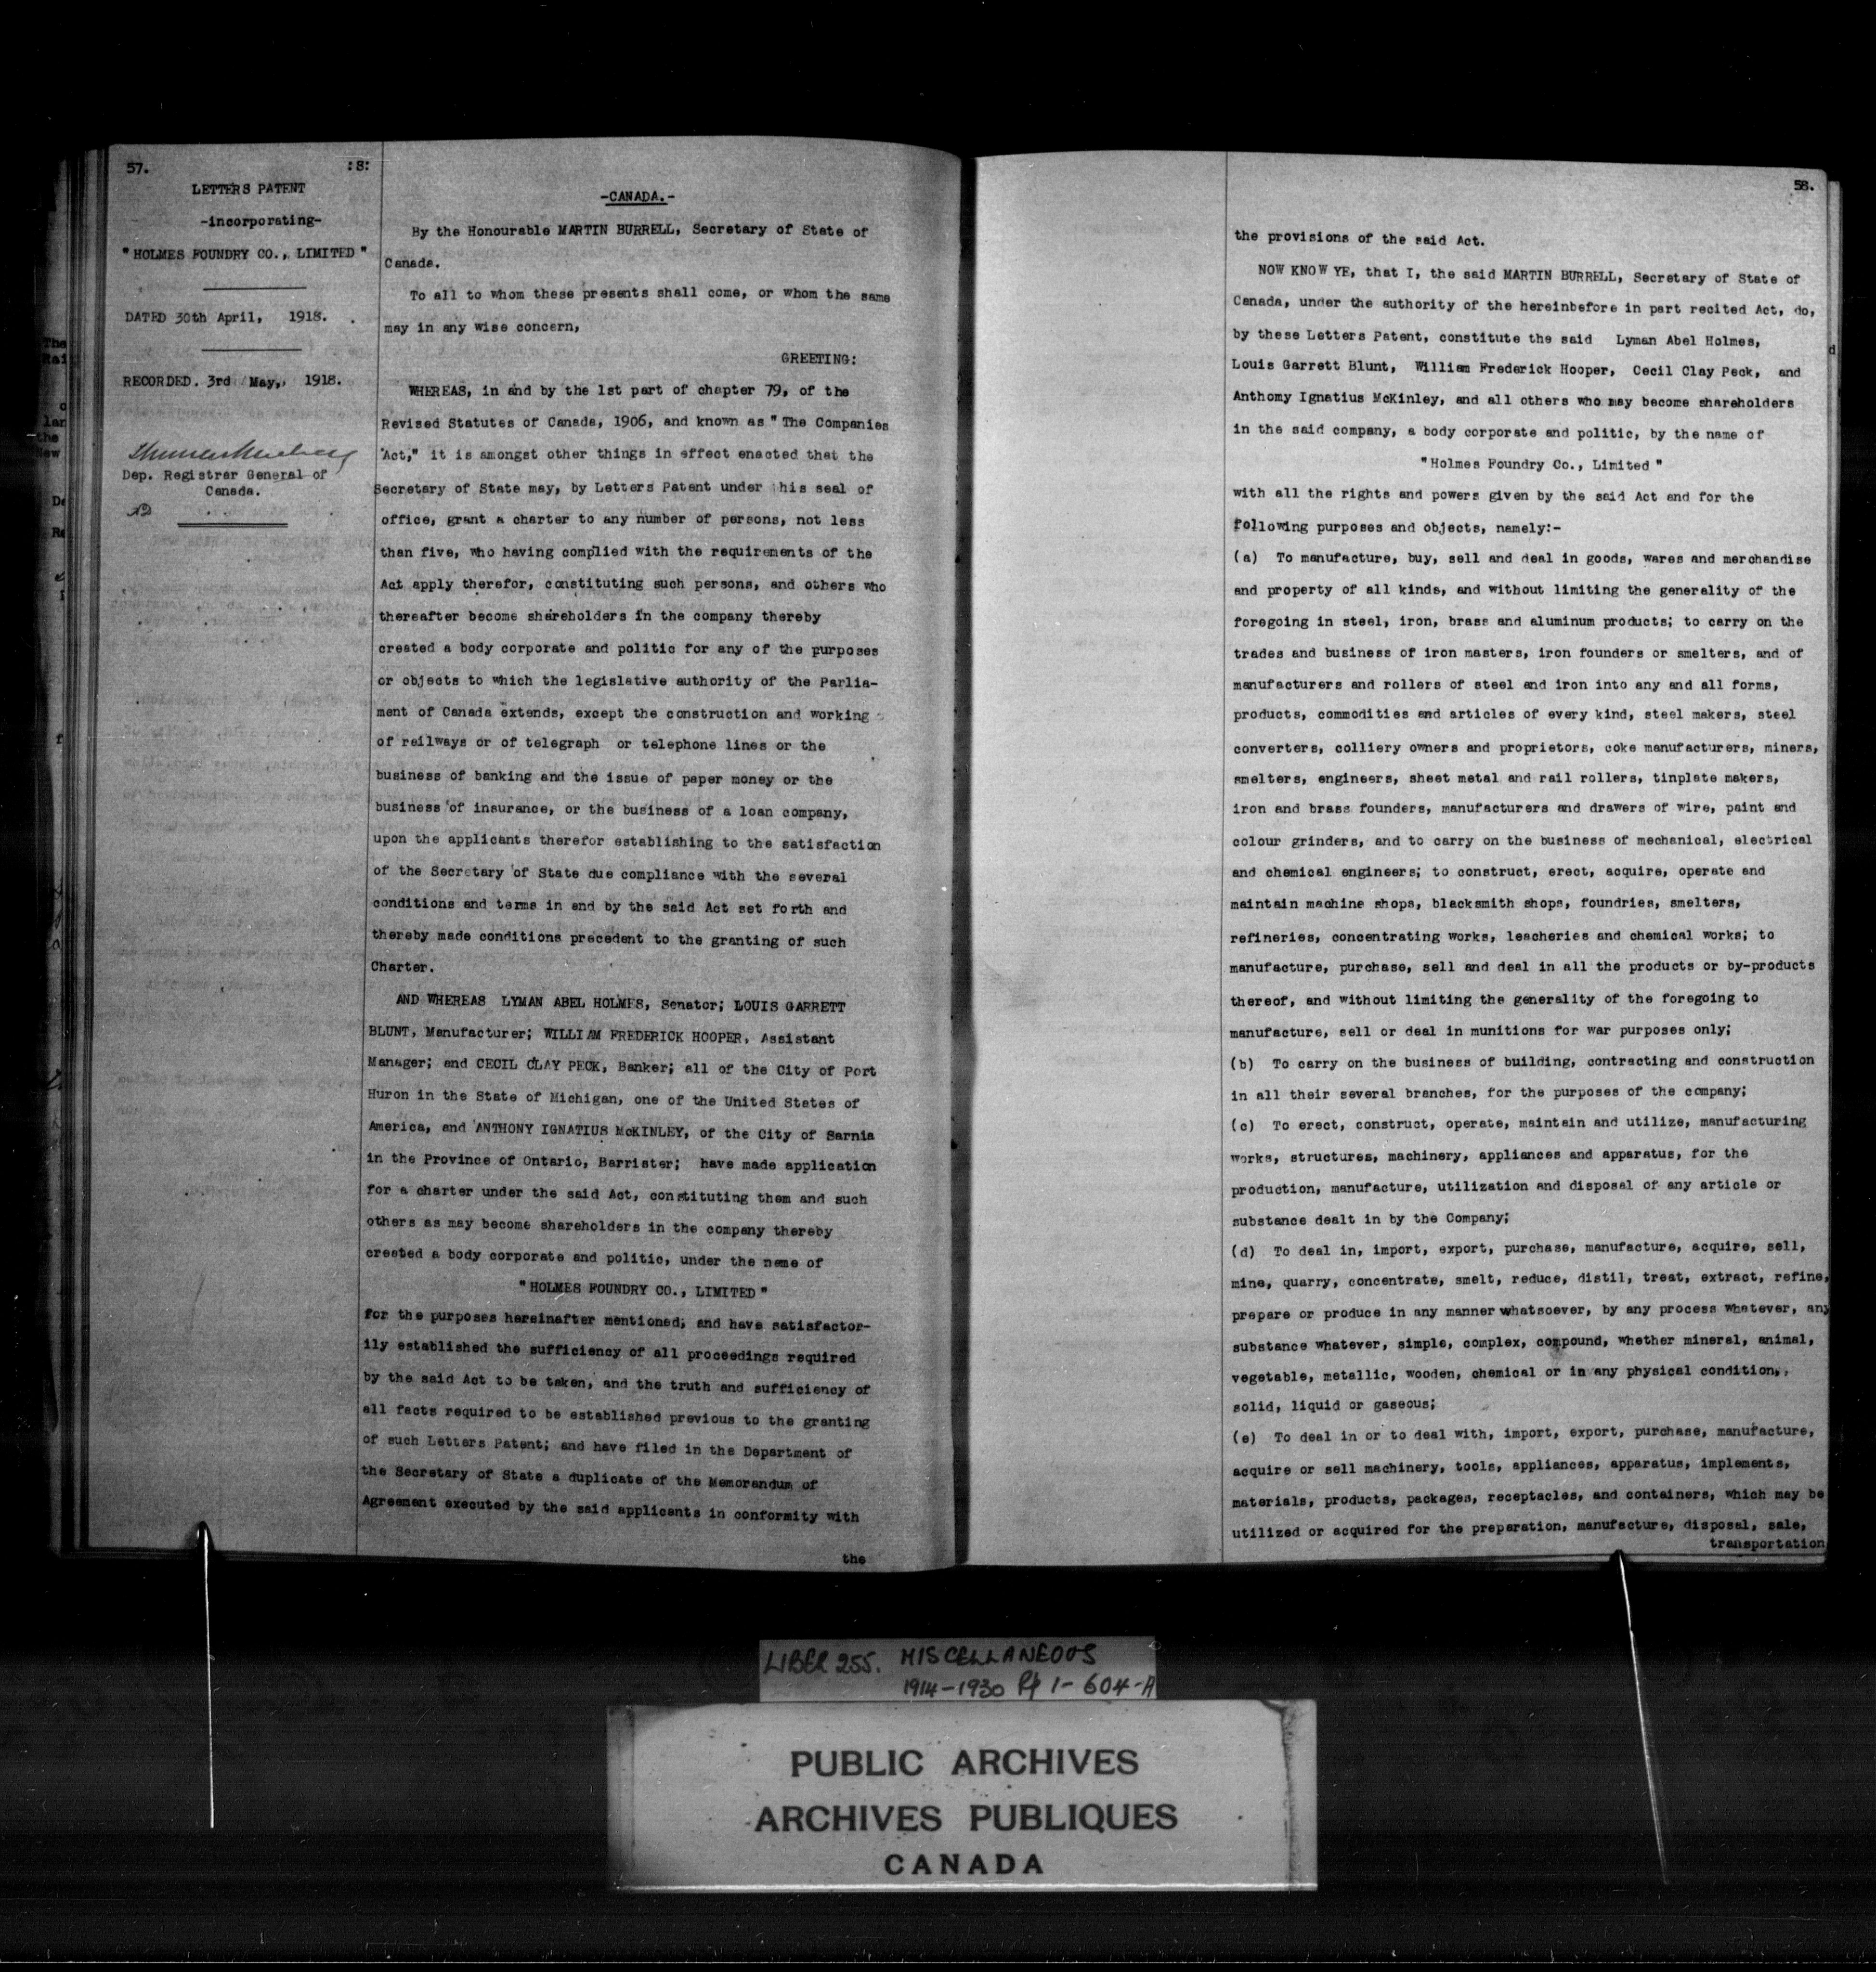 57.
:8:
LETTERS PATENT
-incorporating-
"HOLMES FOUNDRY CO., LIMITED"
DATED 30th April, 1918.
RECORDED. 3rd May,, 1918.
Dep. Registrar General of
Canada.
-CANADA.-
By the Honourable MARTIN BURRELL, Secretary of State of
Canada.
To all to whom these presents shall come, or whom the same
may in any wise concern,
GREETING:
WHEREAS, in and by the 1st part of chapter 79, of the
Revised Statutes of Canada, 1906, and known as "The Companies
Act," it is amongst other things in effect enacted that the
Secretary of State may, by Letters Patent under his seal of
office, grant a charter to any number of persons, not less
than five, who having complied with the requirements of the
Act apply therefor, constituting such persons, and others who
thereafter become shareholders in the company thereby
created a body corporate and politic for any of the purposes
or objects to which the legislative authority of the Parlia-
ment of Canada extends, except the construction and working
of railways or of telegraph or telephone lines or the
business of banking and the issue of paper money or the
business of insurance, or the business of a loan company,
upon the applicants therefor establishing to the satisfaction
of the Secretary of State due compliance with the several
conditions and terms in and by the said Act set forth and
thereby made conditions precedent to the granting of such
Charter.
AND WHEREAS LYMAN ABEL HOLMES, Senator; LOUIS GARRETT
BLUNT, Manufacturer; WILLIAM FREDERICK HOOPER, Assistant
Manager; and CECIL CLAY PECK, Banker; all of the City of Port
Huron in the State of Michigan, one of the United States of
America, and ANTHONY IGNATIUS McKINLEY, of the City of Sarnia
in the Province of Ontario, Barrister; have made application
for a charter under the said Act, constituting them and such
others as may become shareholders in the company thereby
created a body corporate and politic, under the name of
"HOLMES FOUNDRY CO., LIMITED"
for the purposes hereinafter mentioned; and have satisfactor-
ily established the sufficiency of all proceedings required
by the said Act to be taken, and the truth and sufficiency of
all facts required to be established previous to the granting
of such Letters Patent; and have filed in the Department of
the Secretary of State a duplicate of the Memorandum of
Agreement executed by the said applicants in conformity with
the
58.
the provisions of the said Act.
NOW KNOW YE, that I, the said MARTIN BURRELL, Secretary of State of
Canada, under the authority of the hereinbefore in part recited Act, do,
by these Letters Patent, constitute the said Lyman Abel Holmes,
Louis Garrett Blunt, William Frederick Hooper, Cecil Clay Peck, and
Anthomy Ignatius McKinley, and all others who may become shareholders
in the said company, a body corporate and politic, by the name of
"Holmes Foundry Co., Limited"
with all the rights and powers given by the said Act and for the
following purposes and objects, namely:-
(a) To manufacture, buy, sell and deal in goods, wares and merchandise
and property of all kinds, and without limiting the generality of the
foregoing in steel, iron, brass and aluminum products; to carry on the
trades and business of iron masters, iron founders or smelters, and of
manufacturers and rollers of steel and iron into any and all forms,
products, commodities and articles of every kind, steel makers, steel
converters, colliery owners and proprietors, coke manufacturers, miners,
smelters, engineers, sheet metal and rail rollers, tinplate makers,
iron and brass founders, manufacturers and drawers of wire, paint and
colour grinders, and to carry on the business of mechanical, electrical
and chemical engineers; to construct, erect, acquire, operate and
maintain machine shops, blacksmith shops, foundries, smelters,
refineries, concentrating works, leacheries and chemical works; to
manufacture, purchase, sell and deal in all the products or by-products
thereof, and without limiting the generality of the foregoing to
manufacture, sell or deal in munitions for war purposes only;
(b) To carry on the business of building, contracting and construction
in all their several branches, for the purposes of the company;
(c) To erect, construct, operate, maintain and utilize, manufacturing
works, structures, machinery, appliances and apparatus, for the
production, manufacture, utilization and disposal of any article or
substance dealt in by the Company;
(d) To deal in, import, export, purchase, manufacture, acquire, sell,
mine, quarry, concentrate, smelt, reduce, distil, treat, extract, refine,
prepare or produce in any manner whatsoever, by any process whatever, any
substance whatever, simple, complex, compound, whether mineral, animal,
vegetable, metallic, wooden, chemical or in any physical condition,,
solid, liquid or gaseous;
(e) To deal in or to deal with, import, export, purchase, manufacture,
acquire or sell machinery, tools, appliances, apparatus, implements,
materials, products, packages, receptacles, and containers, which may be
utilized or acquired for the preparation, manufacture, disposal, sale,
transportation
LIBER 255. MISCELLANEOUS
1914-1930 Pf 1-604-A
PUBLIC ARCHIVES
ARCHIVES PUBLIQUES
CANADA